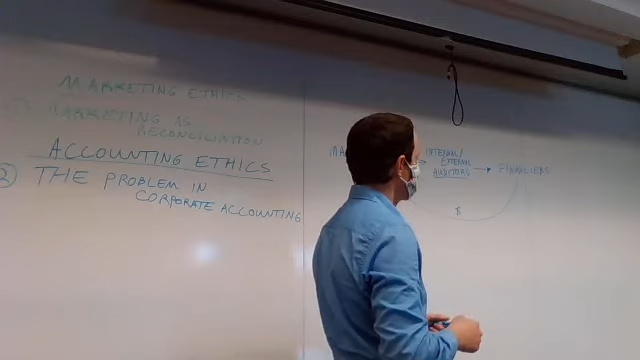 MARKETING ETHICS
MARKETING AS
RECONCILIATION
ACCOUNTING ETHICS
② THE PROBLEM IN
CORPORATE ACCOUNTING
INTERNAL/
EXTERNAL
AUDITORS → FINANCIERS
$